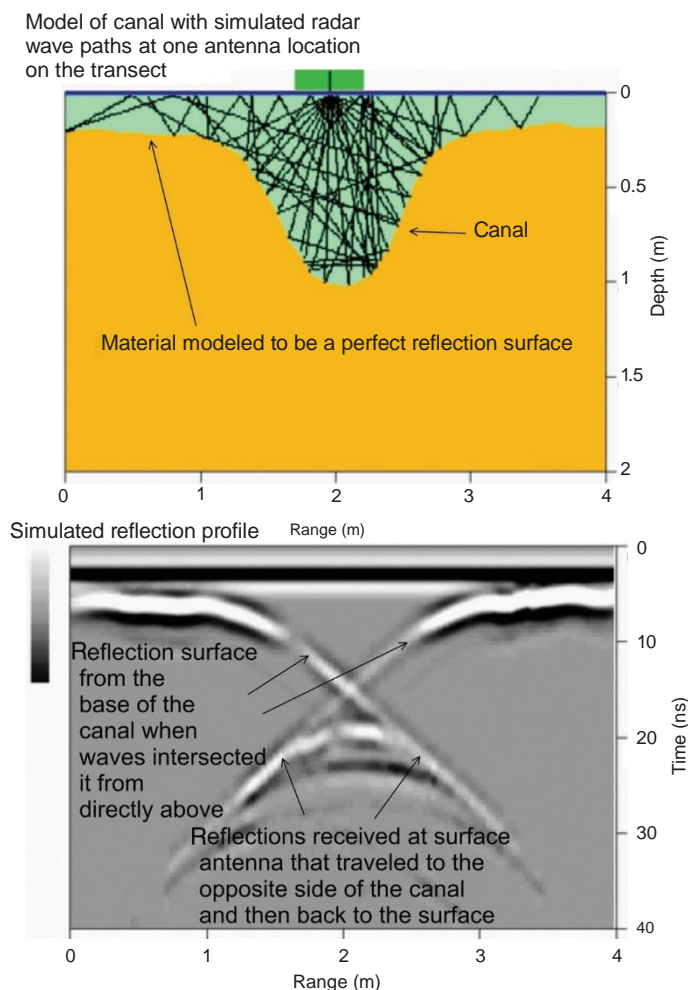 Model of canal with simulated radar
wave paths at one antenna location
on the transect
0
0.5
Canal
1
Depth (m)
Material modeled to be a perfect reflection surface
1.5
2
0
1
2
3
4
Simulated reflection profile
Range (m)
0
10
Reflection surface
from the
base of the
canal when
waves intersected
it from
directly above
20
Time (ns)
Reflections received at surface
antenna that traveled to the
opposite side of the canal
and then back to the surface
30
40
0
1
2
3
4
Range (m)